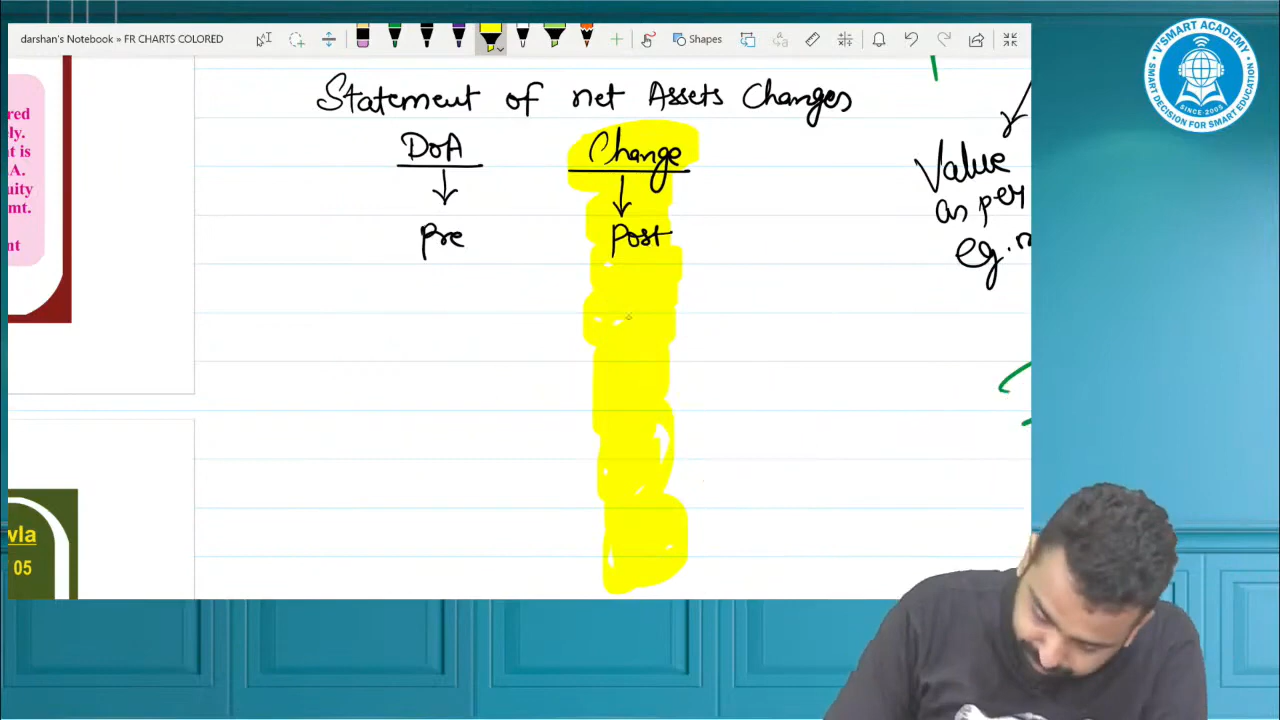 darshan's Notebook » FR CHARTS COLORED
Shapes
V'SMART ACADEMY
SMART DECISION FOR SMART EDUCATION
SINCE-2005
red
ly.
t is
.A.
uity
mt.
nt
Statement of net Assets Changes
DoA Change
Pre Post
Value
as per
eg.
vla
05